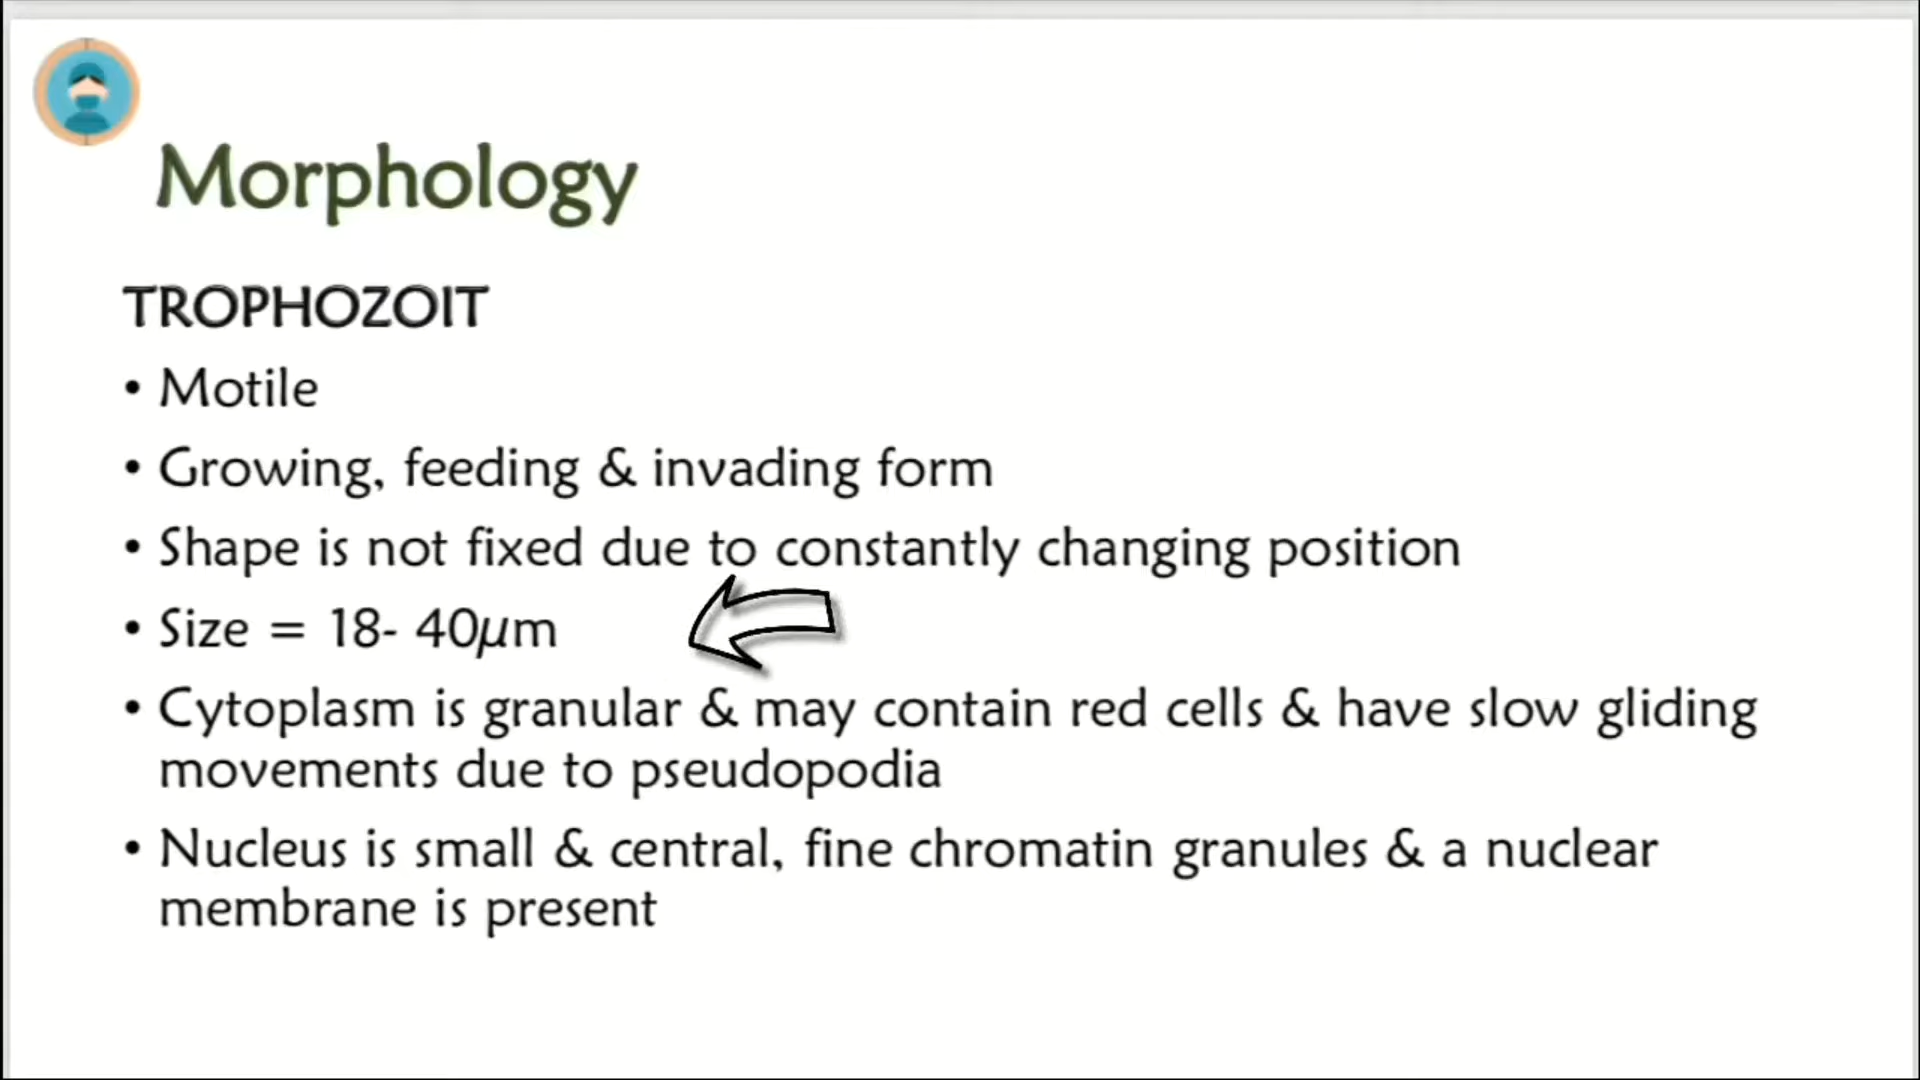 Morphology
TROPHOZOIT
• Motile
• Growing, feeding & invading form
• Shape is not fixed due to constantly changing position
• Size = 18- 40µm
• Cytoplasm is granular & may contain red cells & have slow gliding
movements due to pseudopodia
• Nucleus is small & central, fine chromatin granules & a nuclear
membrane is present